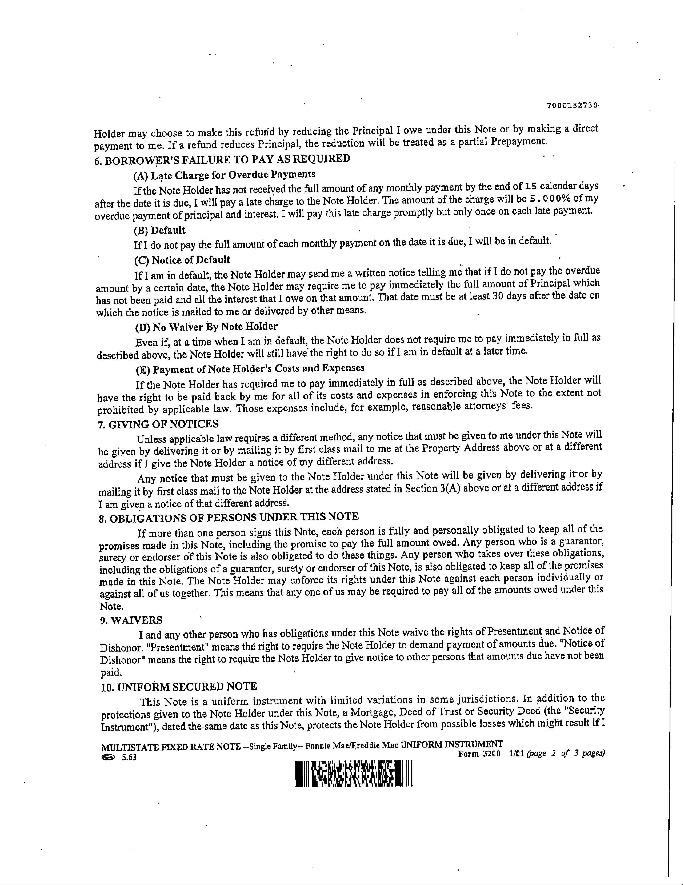 7000152739
Holder may choose to make this refund by reducing the Principal I owe under this Note or by making a direct
payment to me. If a refund reduces Principal, the reduction will be treated as a partial Prepayment.
6. BORROWER'S FAILURE TO PAY AS REQUIRED
(A) Late Charge for Overdue Payments
If the Note Holder has not received the full amount of any monthly payment by the end of 15 calendar days
after the date it is due, I will pay a late charge to the Note Holder. The amount of the charge will be 5.000% of my
overdue payment of principal and interest. I will pay this late charge promptly but only once on each late payment.
(B) Default
If I do not pay the full amount of each monthly payment on the date it is due, I will be in default.
(C) Notice of Default
If I am in default, the Note Holder may send me a written notice telling me that if I do not pay the overdue
amount by a certain date, the Note Holder may require me to pay immediately the full amount of Principal which
has not been paid and all the interest that I owe on that amount. That date must be at least 30 days after the date on
which the notice is mailed to me or delivered by other means.
(D) No Waiver By Note Holder
Even if, at a time when I am in default, the Note Holder does not require me to pay immediately in full as
described above, the Note Holder will still have the right to do so if I am in default at a later time.
(E) Payment of Note Holder's Costs and Expenses
If the Note Holder has required me to pay immediately in full as described above, the Note Holder will
have the right to be paid back by me for all of its costs and expenses in enforcing this Note to the extent not
prohibited by applicable law. Those expenses include, for example, reasonable attorneys' fees.
7. GIVING OF NOTICES
Unless applicable law requires a different method, any notice that must be given to me under this Note will
be given by delivering it or by mailing it by first class mail to me at the Property Address above or at a different
address if I give the Note Holder a notice of my different address.
Any notice that must be given to the Note Holder under this Note will be given by delivering it or by
mailing it by first class mail to the Note Holder at the address stated in Section 3(A) above or at a different address if
I am given a notice of that different address.
8. OBLIGATIONS OF PERSONS UNDER THIS NOTE
If more than one person signs this Note, each person is fully and personally obligated to keep all of the
promises made in this Note, including the promise to pay the full amount owed. Any person who is a guarantor,
surety or endorser of this Note is also obligated to do these things. Any person who takes over these obligations,
including the obligations of a guarantor, surety or endorser of this Note, is also obligated to keep all of the promises
made in this Note. The Note Holder may enforce its rights under this Note against each person individually or
against all of us together. This means that any one of us may be required to pay all of the amounts owed under this
Note.
9. WAIVERS
I and any other person who has obligations under this Note waive the rights of Presentment and Notice of
Dishonor. "Presentment" means the right to require the Note Holder to demand payment of amounts due. "Notice of
Dishonor" means the right to require the Note Holder to give notice to other persons that amounts due have not been
paid.
10. UNIFORM SECURED NOTE
This Note is a uniform instrument with limited variations in some jurisdictions. In addition to the
protections given to the Note Holder under this Note, a Mortgage, Deed of Trust or Security Deed (the "Security
Instrument"), dated the same date as this Note, protects the Note Holder from possible losses which might result if I
MULTISTATE FIXED RATE NOTE --Single Family-- Fannie Mae/Freddie Mac UNIFORM INSTRUMENT
5.63 Form 3200 1/01 (page 2 of 3 pages)